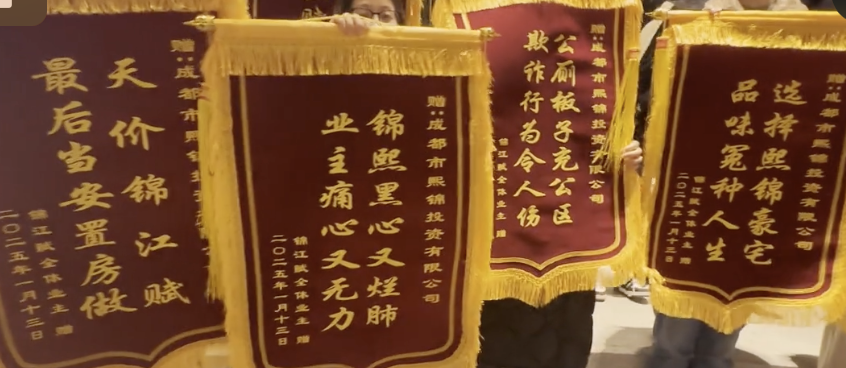 赠：成都市
天价锦江赋
最后当安置房做
锦江赋全体业主 赠
二〇二五年一月十三日
赠：成都市熙锦投资有限公司
锦熙黑心又烂肺
业主痛心又无力
锦江赋全体业主 赠
二〇二五年一月十三日
赠：成都市熙锦投资有限公司
公厕板子充公区
欺诈行为令人伤
锦江赋全体业主 赠
赠：成都市熙锦投资有限公司
选择熙锦豪宅
品味冤种人生
锦江赋全体业主 赠
二〇二五年一月十三日